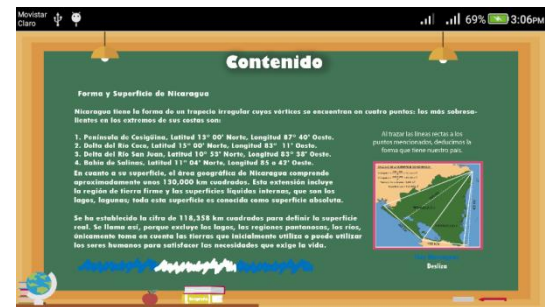 Movistar
Claro
69% 3:06PM
Contenido
Forma y Superficie de Nicaragua
Nicaragua tiene la forma de un trapecio irregular cuyos vértices se encuentran en cuatro puntos: los más sobresa-
lientes en los extremos de sus costas son:
1. Península de Cosigüina, Latitud 13° 00' Norte, Longitud 87° 40' Oeste.
2. Delta del Río Coco, Latitud 15° 00' Norte, Longitud 83° 11' Oeste.
3. Delta del Río San Juan, Latitud 10° 53' Norte, Longitud 83° 38' Oeste.
4. Bahía de Salinas, Latitud 11° 04' Norte, Longitud 85 a 43' Oeste.
En cuanto a su superficie, el área geográfica de Nicaragua comprende
aproximadamente unos 130,000 km cuadrados. Esta extensión incluye
la región de tierra firme y las superficies líquidas internas, que son los
lagos, lagunas; toda esta superficie es conocida como superficie absoluta.
Se ha establecido la cifra de 118,358 km cuadrados para definir la superficie
real. Se llama así, porque excluye los lagos, las regiones pantanosas, los ríos,
únicamente toma en cuenta las tierras que inicialmente utiliza o puede utilizar
los seres humanos para satisfacer las necesidades que exige la vida.
Al trazar las líneas rectas a los
puntos mencionados, deducimos la
forma que tiene nuestro país.
Desliza